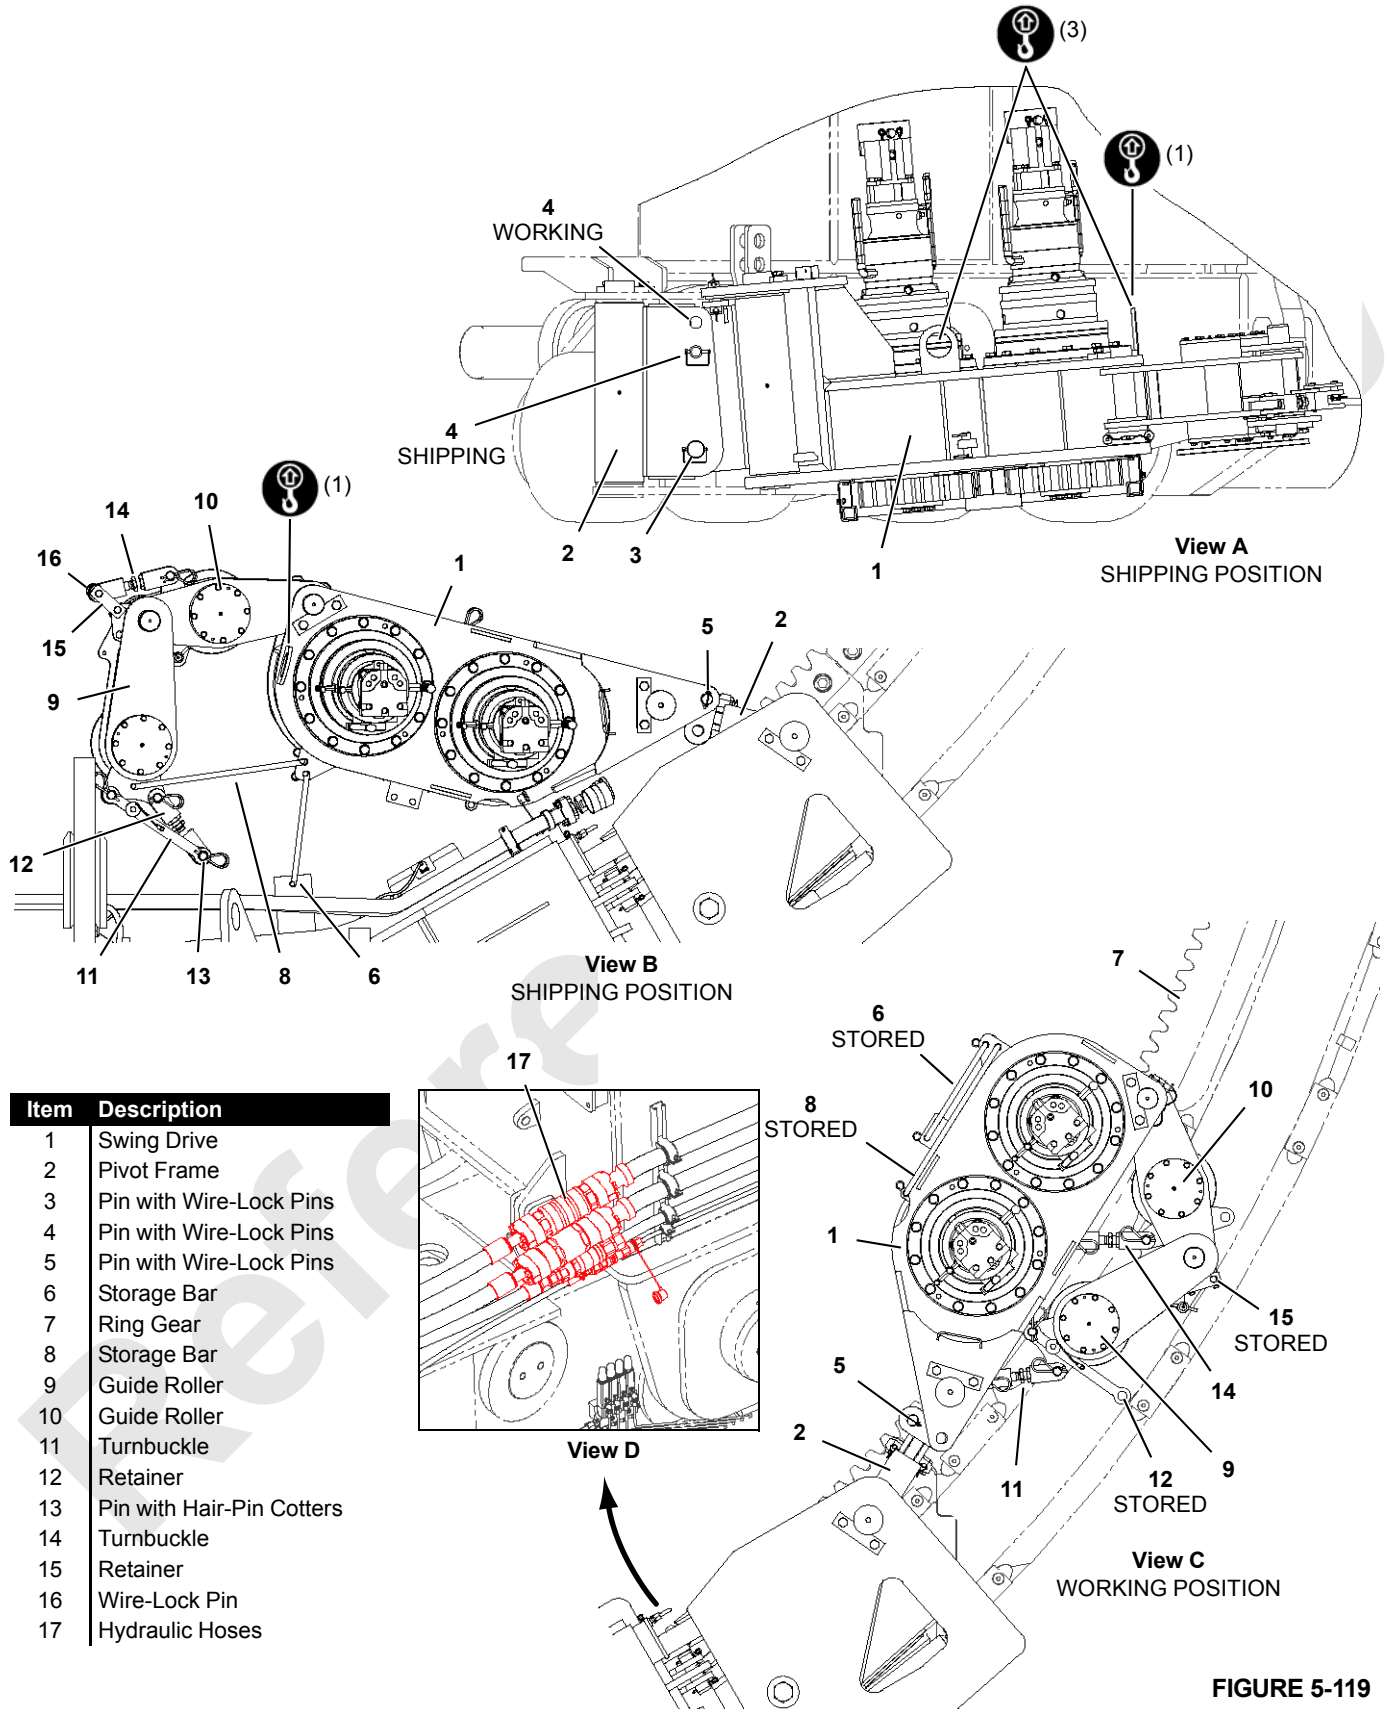 (3)
(1)
4
WORKING
4
SHIPPING
2
3
1
View A
SHIPPING POSITION
(1)
14
10
16
1
15
5
2
9
12
11
13
8
6
View B
SHIPPING POSITION
7
6
STORED
8
STORED
10
1
15
STORED
14
5
2
11
9
12
STORED
View C
WORKING POSITION
17
View D
Item Description
1 Swing Drive
2 Pivot Frame
3 Pin with Wire-Lock Pins
4 Pin with Wire-Lock Pins
5 Pin with Wire-Lock Pins
6 Storage Bar
7 Ring Gear
8 Storage Bar
9 Guide Roller
10 Guide Roller
11 Turnbuckle
12 Retainer
13 Pin with Hair-Pin Cotters
14 Turnbuckle
15 Retainer
16 Wire-Lock Pin
17 Hydraulic Hoses
FIGURE 5-119